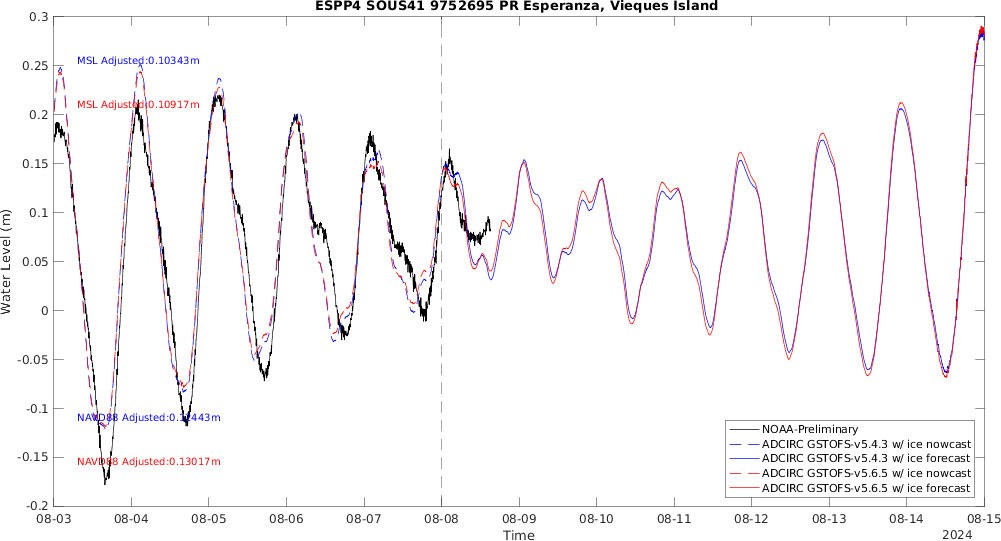 ESPP4 SOUS41 9752695 PR Esperanza, Vieques Island
0.3
0.25
0.2
0.15
0.1
0.05
0
-0.05
-0.1
-0.15
-0.2
Water Level (m)
MSL Adjusted:0.10343m
MSL Adjusted:0.10917m
NAVD88 Adjusted:0.12443m
NAVD88 Adjusted:0.13017m
NOAA-Preliminary
ADCIRC GSTOFS-v5.4.3 w/ ice nowcast
ADCIRC GSTOFS-v5.4.3 w/ ice forecast
ADCIRC GSTOFS-v5.6.5 w/ ice nowcast
ADCIRC GSTOFS-v5.6.5 w/ ice forecast
08-03 08-04 08-05 08-06 08-07 08-08 08-09 08-10 08-11 08-12 08-13 08-14 08-15
Time
2024